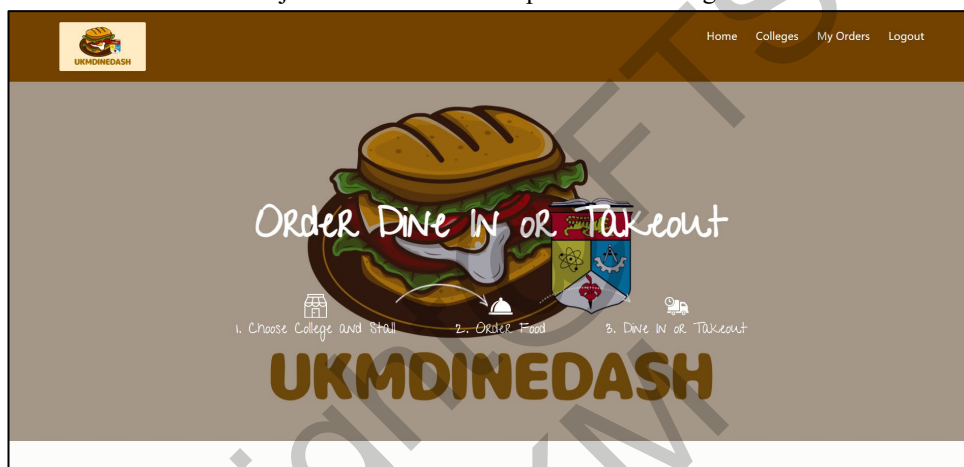 UKMDINEDASH
Home Colleges My Orders Logout
Order Dine In or Takeout
1. Choose College and Stall
2. Order Food
3. Dine in or Takeout
UKMDINEDASH